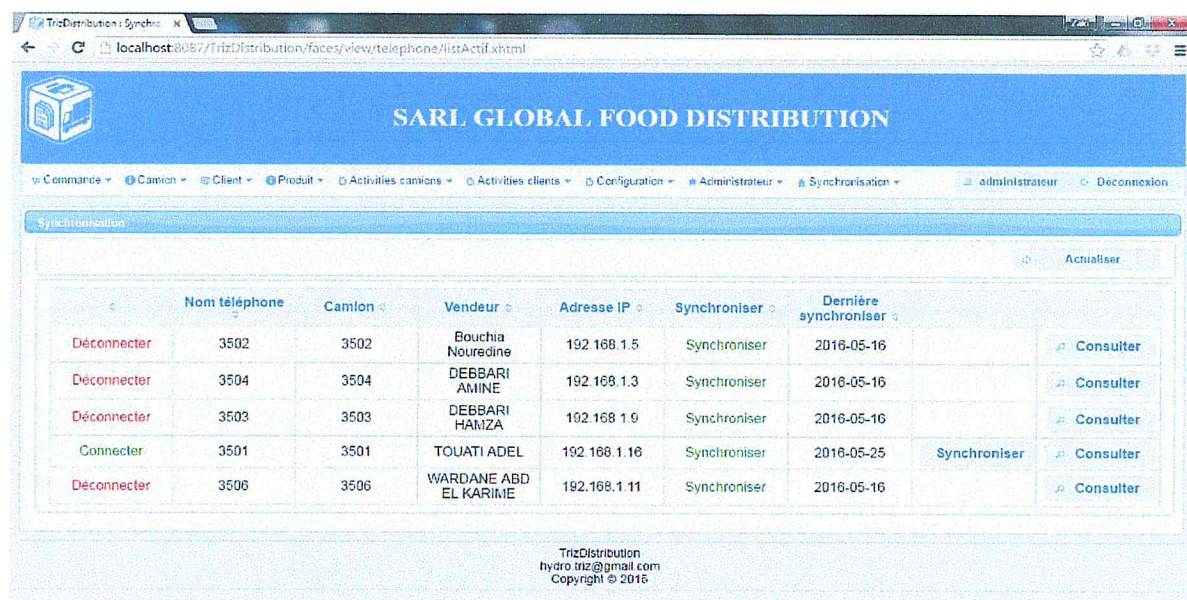 TrizDistribution : Synchro
localhost:8087/TrizDistribution/faces/view/telephone/listActif.xhtml
SARL GLOBAL FOOD DISTRIBUTION
Commande Camion Client Produit Activities camions Activities clients Configuration Administrateur Synchronisation administrateur Déconnexion
Synchronisation
Actualiser
Nom téléphone Camion Vendeur Adresse IP Synchroniser Dernière synchroniser
Déconnecter 3502 3502 Bouchia Nouredine 192.168.1.5 Synchroniser 2016-05-16 Consulter
Déconnecter 3504 3504 DEBBARI AMINE 192.168.1.3 Synchroniser 2016-05-16 Consulter
Déconnecter 3503 3503 DEBBARI HAMZA 192.168.1.9 Synchroniser 2016-05-16 Consulter
Connecter 3501 3501 TOUATI ADEL 192.168.1.16 Synchroniser 2016-05-25 Synchroniser Consulter
Déconnecter 3506 3506 WARDANE ABD EL KARIME 192.168.1.11 Synchroniser 2016-05-16 Consulter
TrizDistribution
hydro.triz@gmail.com
Copyright ©